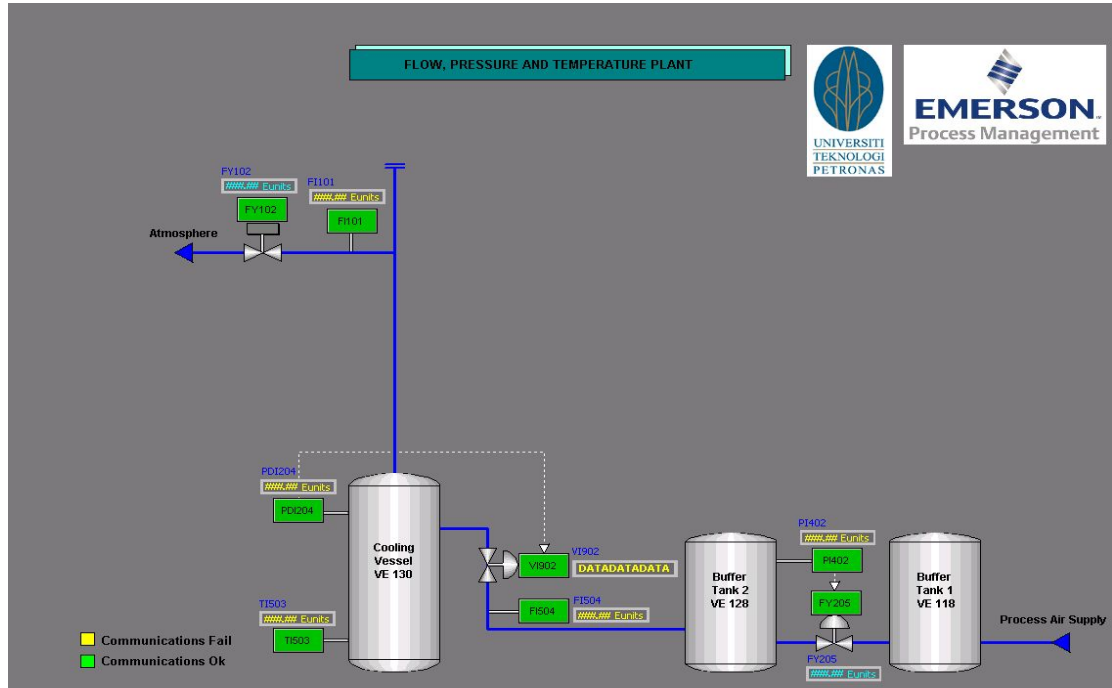 FLOW, PRESSURE AND TEMPERATURE PLANT
UNIVERSITI
TEKNOLOGI
PETRONAS
EMERSON
Process Management
FY102
###.## Eunits
FY102
FI101
###.## Eunits
FI101
Atmosphere
PDI204
###.## Eunits
PDI204
Cooling
Vessel
VE 130
TI503
###.## Eunits
TI503
VI902
VI902
DATADATADATA
FI504
FI504
###.## Eunits
Buffer
Tank 2
VE 128
PI402
###.## Eunits
PI402
FY205
FY205
###.## Eunits
Buffer
Tank 1
VE 118
Process Air Supply
Communications Fail
Communications Ok